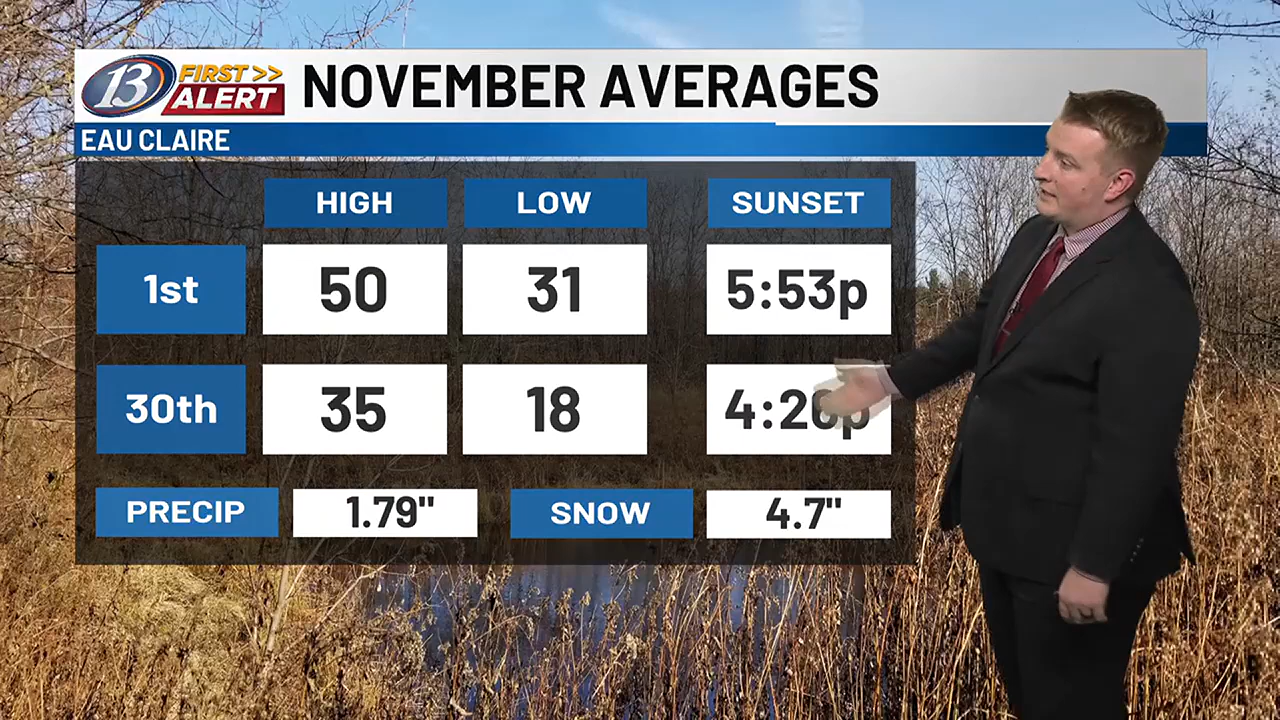 13 FIRST >> ALERT
NOVEMBER AVERAGES
EAU CLAIRE
HIGH LOW SUNSET
1st 50 31 5:53p
30th 35 18
PRECIP 1.79" SNOW 4.7"